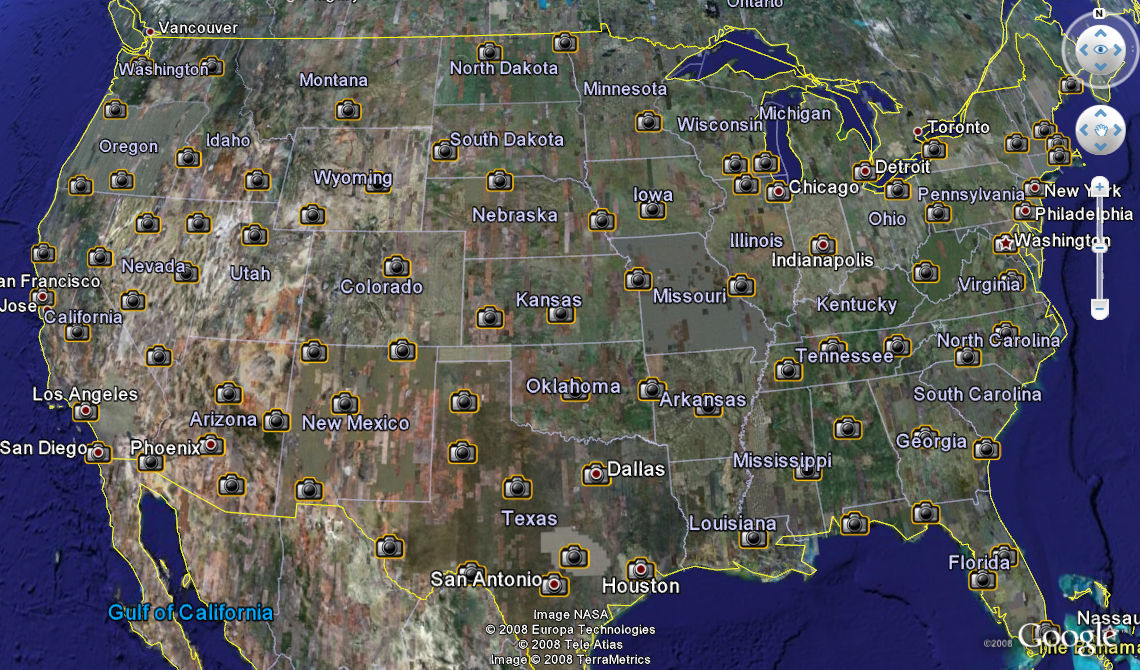 Ontario
N
Vancouver
Washington
Montana
North Dakota
Minnesota
Wisconsin
Michigan
Toronto
Oregon
Idaho
South Dakota
Wyoming
Detroit
Chicago
New York
Pennsylvania
Philadelphia
Nebraska
Iowa
Ohio
Washington
Illinois
Indianapolis
Nevada
Utah
Colorado
Kansas
Missouri
Kentucky
Virginia
an Francisco
Jose
California
North Carolina
Tennessee
Los Angeles
Arizona
New Mexico
Oklahoma
Arkansas
South Carolina
San Diego
Phoenix
Georgia
Dallas
Mississippi
Texas
Louisiana
Florida
San Antonio
Houston
Gulf of California
Nassau
Image NASA
© 2008 Europa Technologies
© 2008 Tele Atlas
Image © 2008 TerraMetrics
©2008 Google
The Bahama